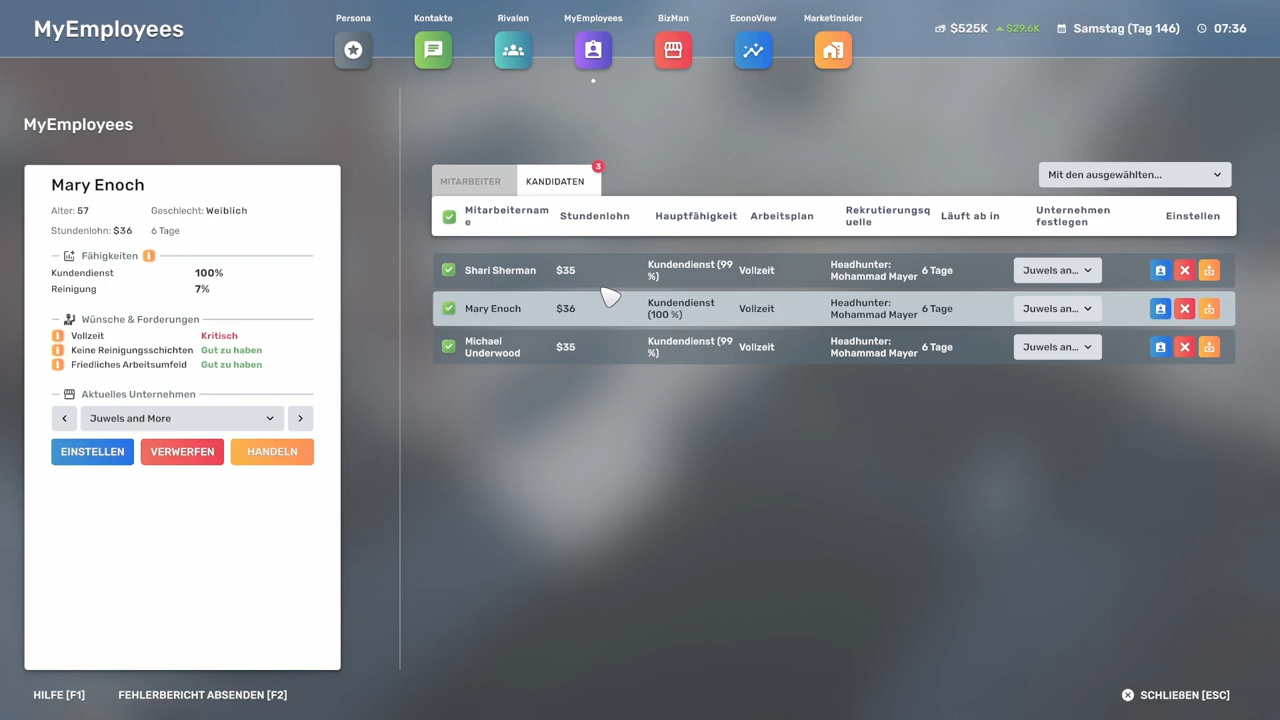 MyEmployees
Persona
Kontakte
Rivalen
MyEmployees
BizMan
EconoView
MarketInsider
$525K
$29.6K
Samstag (Tag 146)
07:36
MyEmployees
Mary Enoch
Alter: 57
Geschlecht: Weiblich
Stundenlohn: $36
6 Tage
Fähigkeiten
Kundendienst 100%
Reinigung 7%
Wünsche & Forderungen
Vollzeit Kritisch
Keine Reinigungsschichten Gut zu haben
Friedliches Arbeitsumfeld Gut zu haben
Aktuelles Unternehmen
Juwels and More
EINSTELLEN
VERWERFEN
HANDELN
MITARBEITER
KANDIDATEN
3
Mit den ausgewählten...
Mitarbeiternam
e
Stundenlohn
Hauptfähigkeit
Arbeitsplan
Rekrutierungsq
uelle
Läuft ab in
Unternehmen
festlegen
Einstellen
Shari Sherman
$35
Kundendienst (99
%)
Vollzeit
Headhunter:
Mohammad Mayer
6 Tage
Juwels an...
Mary Enoch
$36
Kundendienst
(100 %)
Vollzeit
Headhunter:
Mohammad Mayer
6 Tage
Juwels an...
Michael
Underwood
$35
Kundendienst (99
%)
Vollzeit
Headhunter:
Mohammad Mayer
6 Tage
Juwels an...
HILFE [F1]
FEHLERBERICHT ABSENDEN [F2]
SCHLIEßEN [ESC]